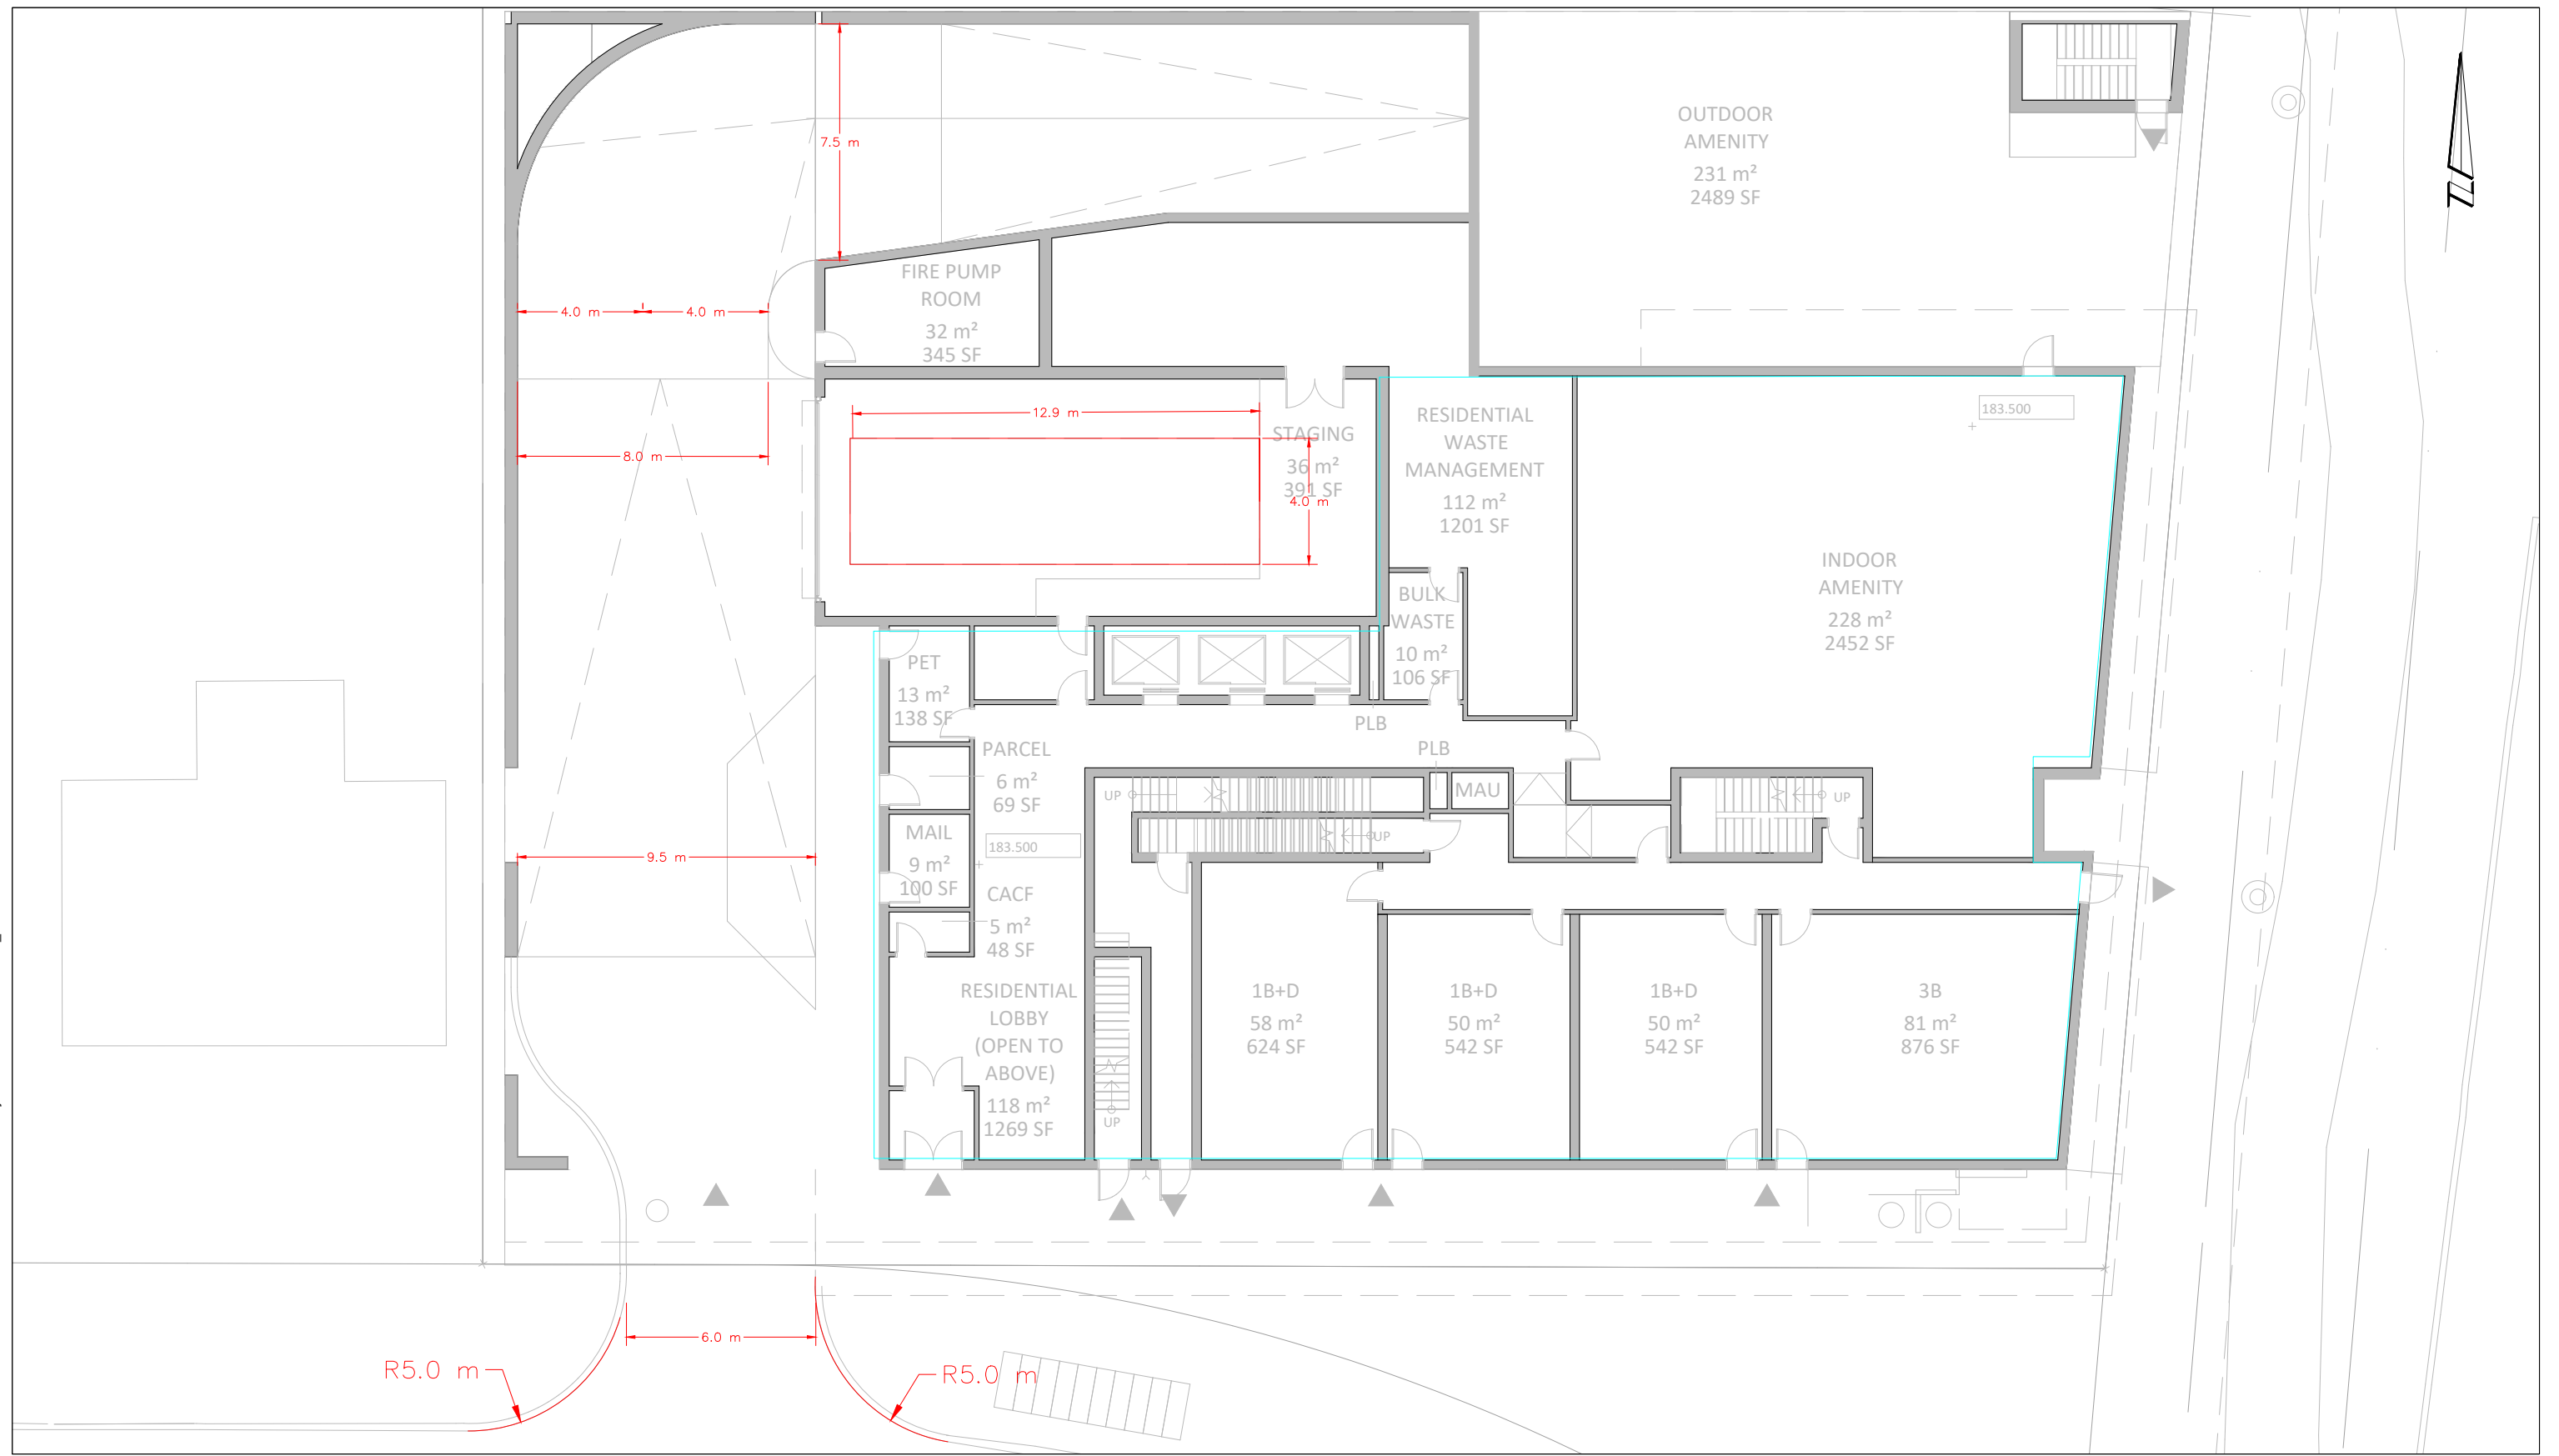 OUTDOOR
AMENITY
231 m²
2489 SF
7.5 m
FIRE PUMP
ROOM
32 m²
345 SF
4.0 m
4.0 m
8.0 m
12.9 m
STAGING
36 m²
391 SF
4.0 m
RESIDENTIAL
WASTE
MANAGEMENT
112 m²
1201 SF
183.500
INDOOR
AMENITY
228 m²
2452 SF
BULK
WASTE
10 m²
106 SF
PET
13 m²
138 SF
PLB
PLB
PARCEL
6 m²
69 SF
UP
MAU
UP
UP
MAIL
9 m²
100 SF
183.500
9.5 m
CACF
5 m²
48 SF
RESIDENTIAL
LOBBY
(OPEN TO
ABOVE)
118 m²
1269 SF
UP
1B+D
58 m²
624 SF
1B+D
50 m²
542 SF
1B+D
50 m²
542 SF
3B
81 m²
876 SF
6.0 m
R5.0 m
R5.0 m